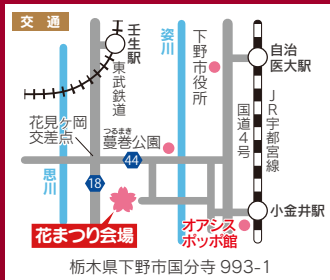 交 通
壬生駅
東武鉄道
姿川
下野市役所
自治
医大駅
国道4号
JR宇都宮線
花見ヶ岡
交差点
つるまき
蔓巻公園
思川
44
18
花まつり会場
オアシス
ポッポ館
小金井駅
栃木県下野市国分寺 993-1